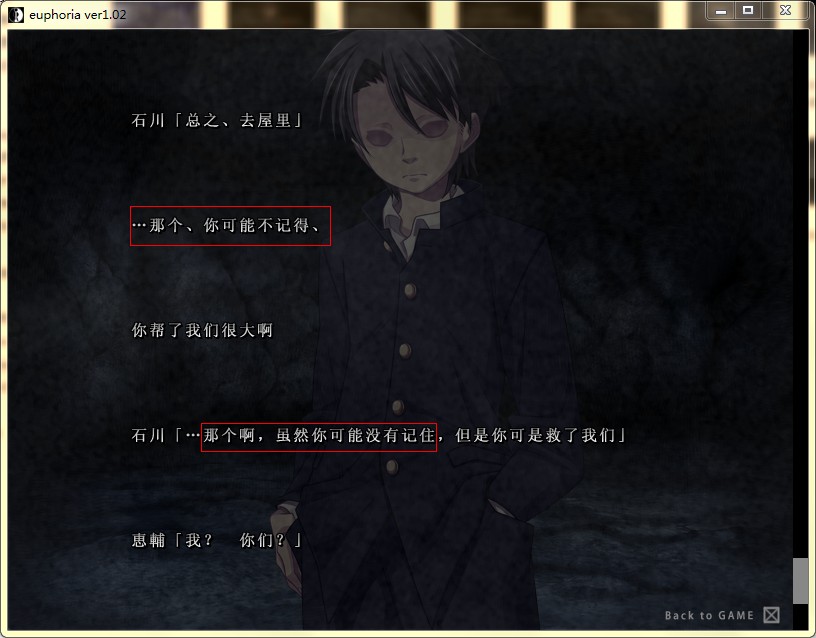 euphoria ver1.02
石川「总之、去屋里」
…那个、你可能不记得、
你帮了我们很大啊
石川「…那个啊，虽然你可能没有记住，但是你可是救了我们」
惠輔「我？　你们？」
Back to GAME